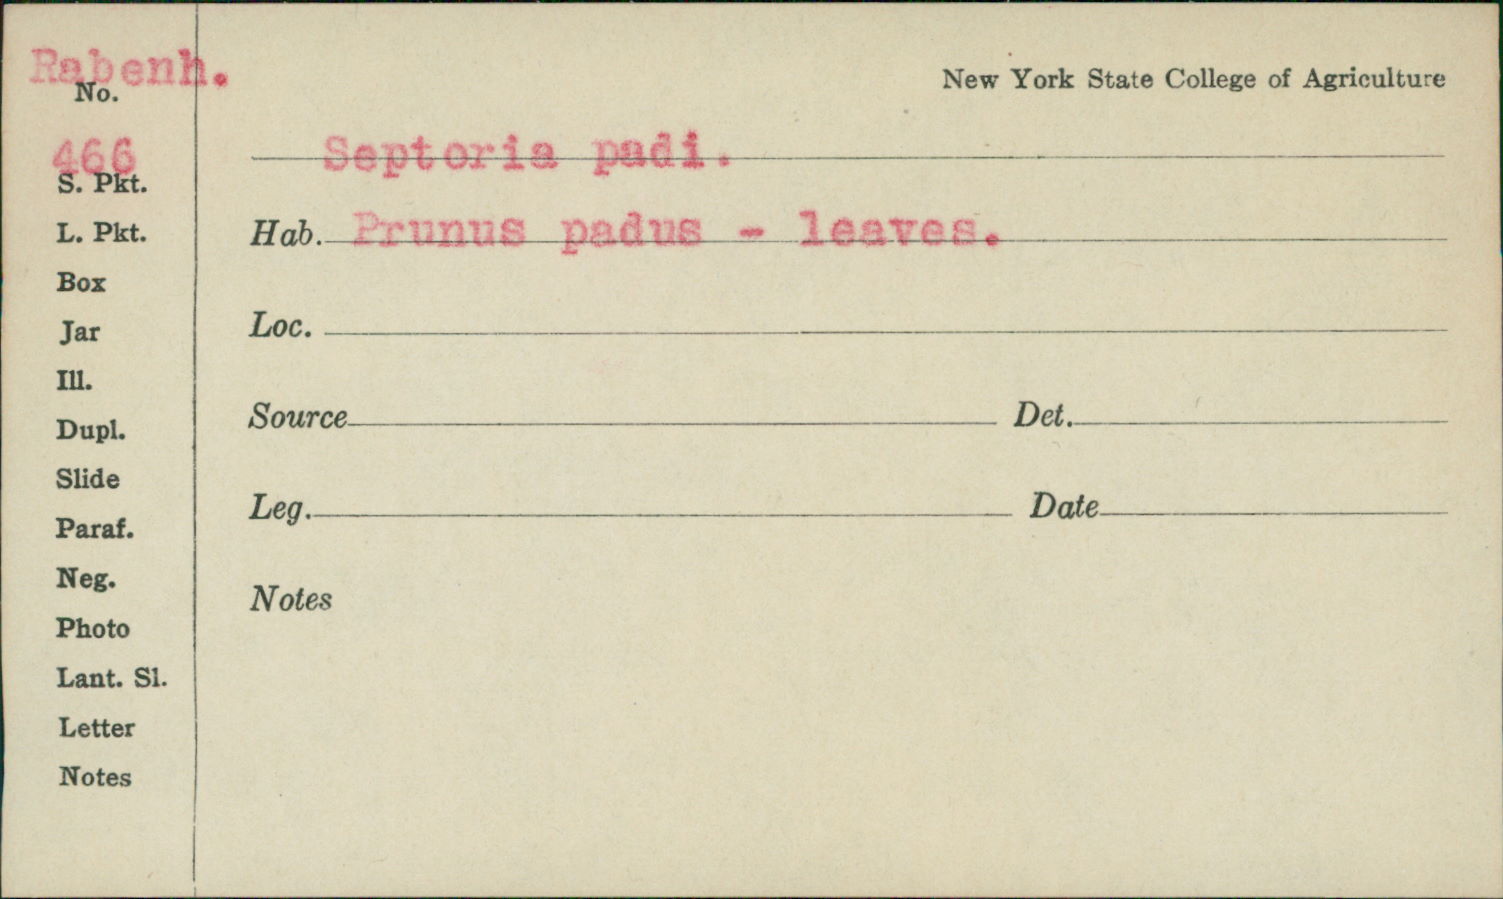 Rabenh.
No.
New York State College of Agriculture
466
Septoria padi.
S. Pkt.
L. Pkt.
Hab. Prunus padus - leaves.
Box
Jar
Loc.
Ill.
Dupl.
Source Det.
Slide
Paraf.
Leg. Date
Neg.
Notes
Photo
Lant. Sl.
Letter
Notes